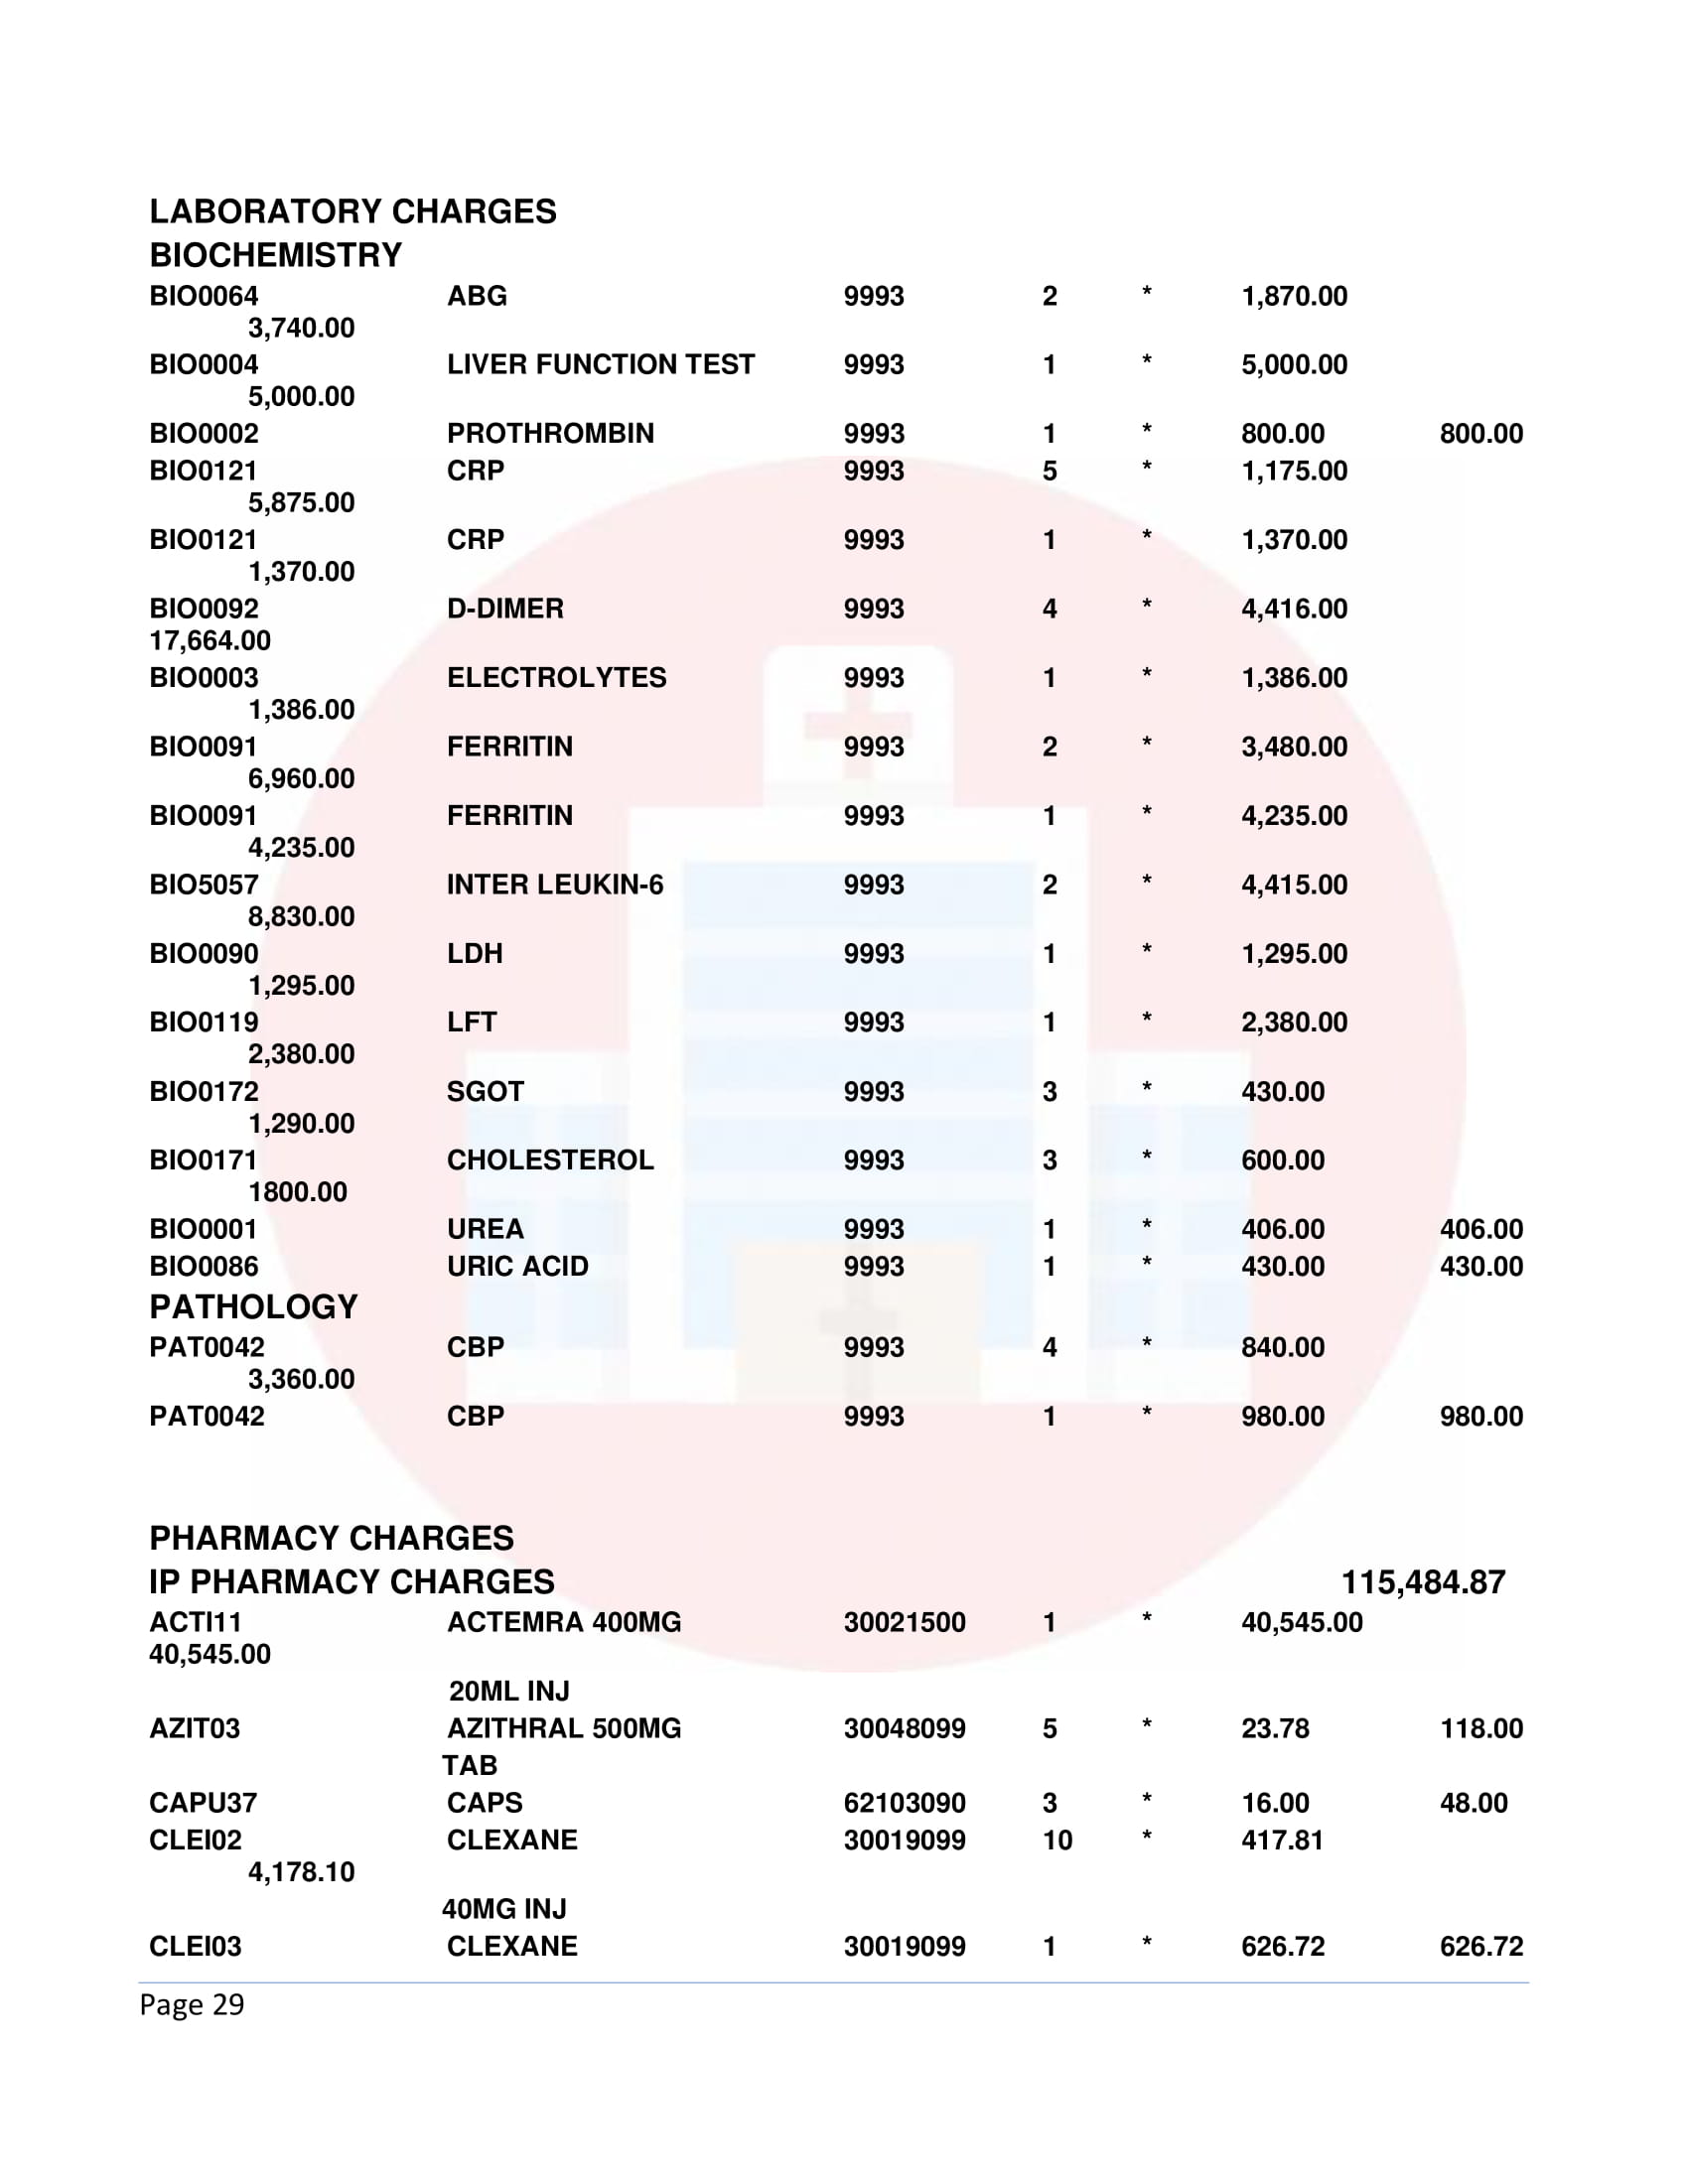 LABORATORY CHARGES
BIOCHEMISTRY
BIO0064 ABG 9993 2 * 1,870.00
3,740.00
BIO0004 LIVER FUNCTION TEST 9993 1 * 5,000.00
5,000.00
BIO0002 PROTHROMBIN 9993 1 * 800.00 800.00
BIO0121 CRP 9993 5 * 1,175.00
5,875.00
BIO0121 CRP 9993 1 * 1,370.00
1,370.00
BIO0092 D-DIMER 9993 4 * 4,416.00
17,664.00
BIO0003 ELECTROLYTES 9993 1 * 1,386.00
1,386.00
BIO0091 FERRITIN 9993 2 * 3,480.00
6,960.00
BIO0091 FERRITIN 9993 1 * 4,235.00
4,235.00
BIO5057 INTER LEUKIN-6 9993 2 * 4,415.00
8,830.00
BIO0090 LDH 9993 1 * 1,295.00
1,295.00
BIO0119 LFT 9993 1 * 2,380.00
2,380.00
BIO0172 SGOT 9993 3 * 430.00
1,290.00
BIO0171 CHOLESTEROL 9993 3 * 600.00
1800.00
BIO0001 UREA 9993 1 * 406.00 406.00
BIO0086 URIC ACID 9993 1 * 430.00 430.00
PATHOLOGY
PAT0042 CBP 9993 4 * 840.00
3,360.00
PAT0042 CBP 9993 1 * 980.00 980.00
PHARMACY CHARGES
IP PHARMACY CHARGES 115,484.87
ACTI11 ACTEMRA 400MG 30021500 1 * 40,545.00
40,545.00
20ML INJ
AZIT03 AZITHRAL 500MG 30048099 5 * 23.78 118.00
TAB
CAPU37 CAPS 62103090 3 * 16.00 48.00
CLEI02 CLEXANE 30019099 10 * 417.81
4,178.10
40MG INJ
CLEI03 CLEXANE 30019099 1 * 626.72 626.72
Page 29